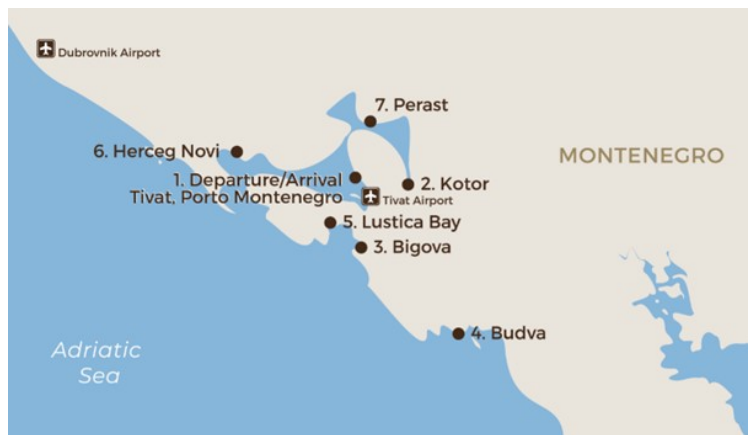 Dubrovnik Airport
7. Perast
6. Herceg Novi
MONTENEGRO
1. Departure/Arrival
Tivat, Porto Montenegro
2. Kotor
Tivat Airport
5. Lustica Bay
3. Bigova
4. Budva
Adriatic
Sea